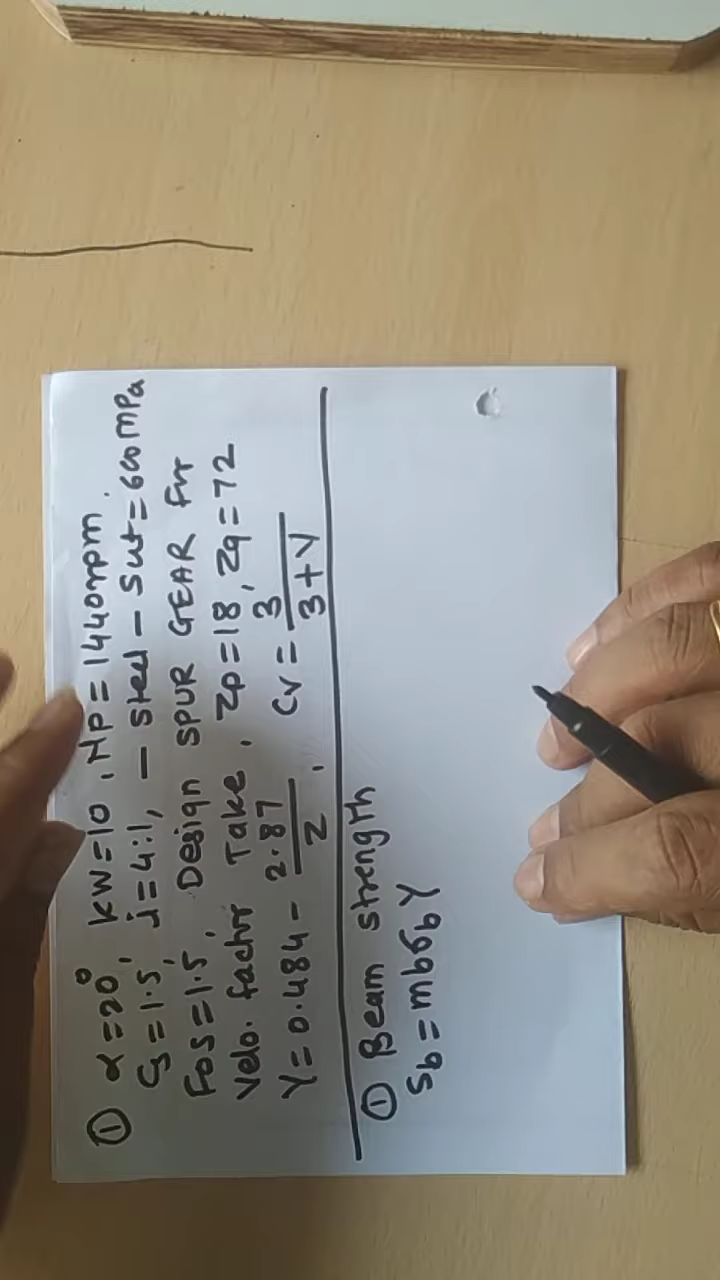 ① α=20°, KW=10, Np=1440rpm.
Cs=1.5, i=4:1, - steel - Sut=600MPa
FOS=1.5, Design SPUR GEAR For
Velo. factor Take, Zp=18, Zg=72
Y=0.484 - 2.87/Z, Cv = 3/3+V
① Beam strength
Sb = mbσbY